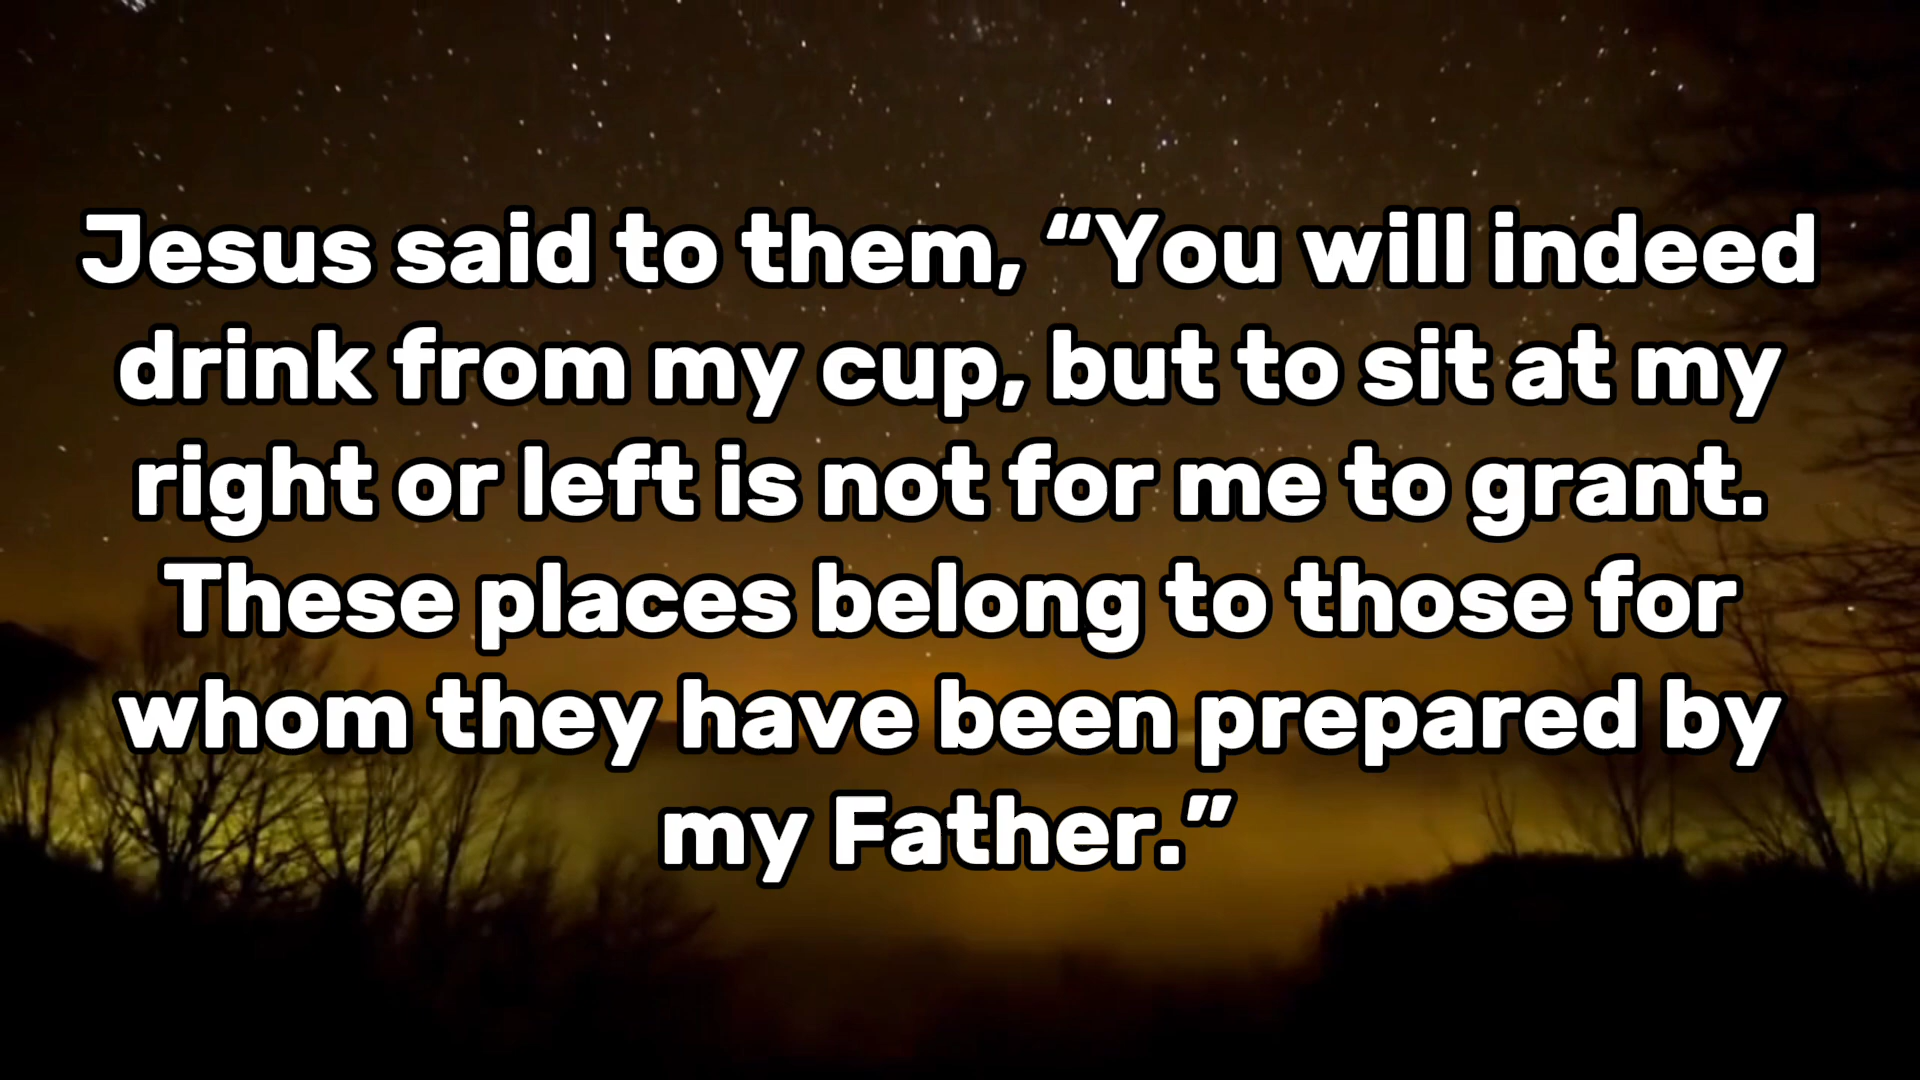 Jesus said to them, “You will indeed
drink from my cup, but to sit at my
right or left is not for me to grant.
These places belong to those for
whom they have been prepared by
my Father.”